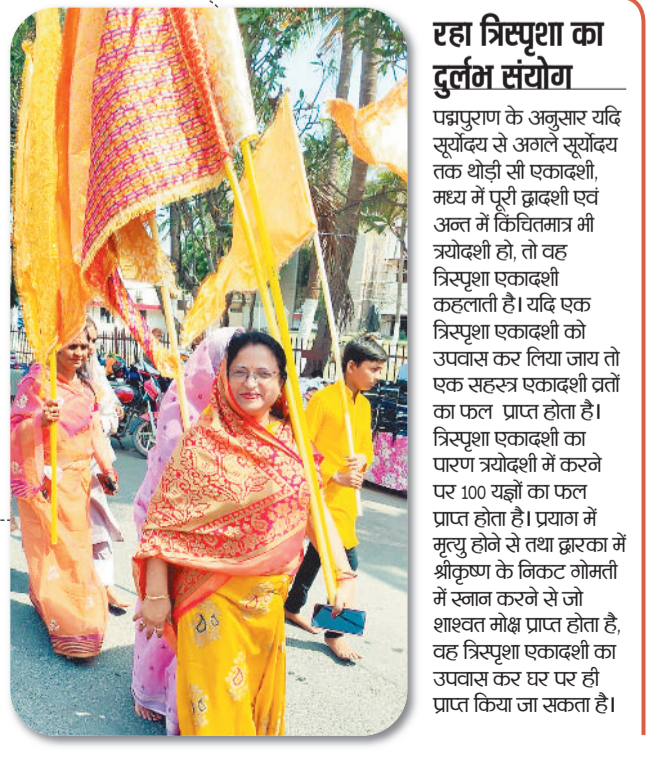 रहा त्रिस्पृशा का
दुर्लभ संयोग
पद्मपुराण के अनुसार यदि
सूर्योदय से अगले सूर्योदय
तक थोड़ी सी एकादशी,
मध्य में पूरी द्वादशी एवं
अन्त में किंचितमात्र भी
त्रयोदशी हो, तो वह
त्रिस्पृशा एकादशी
कहलाती है। यदि एक
त्रिस्पृशा एकादशी को
उपवास कर लिया जाय तो
एक सहस्त्र एकादशी व्रतों
का फल प्राप्त होता है।
त्रिस्पृशा एकादशी का
पारण त्रयोदशी में करने
पर 100 यज्ञों का फल
प्राप्त होता है। प्रयाग में
मृत्यु होने से तथा द्वारका में
श्रीकृष्ण के निकट गोमती
में स्नान करने से जो
शाश्वत मोक्ष प्राप्त होता है,
वह त्रिस्पृशा एकादशी का
उपवास कर घर पर ही
प्राप्त किया जा सकता है।